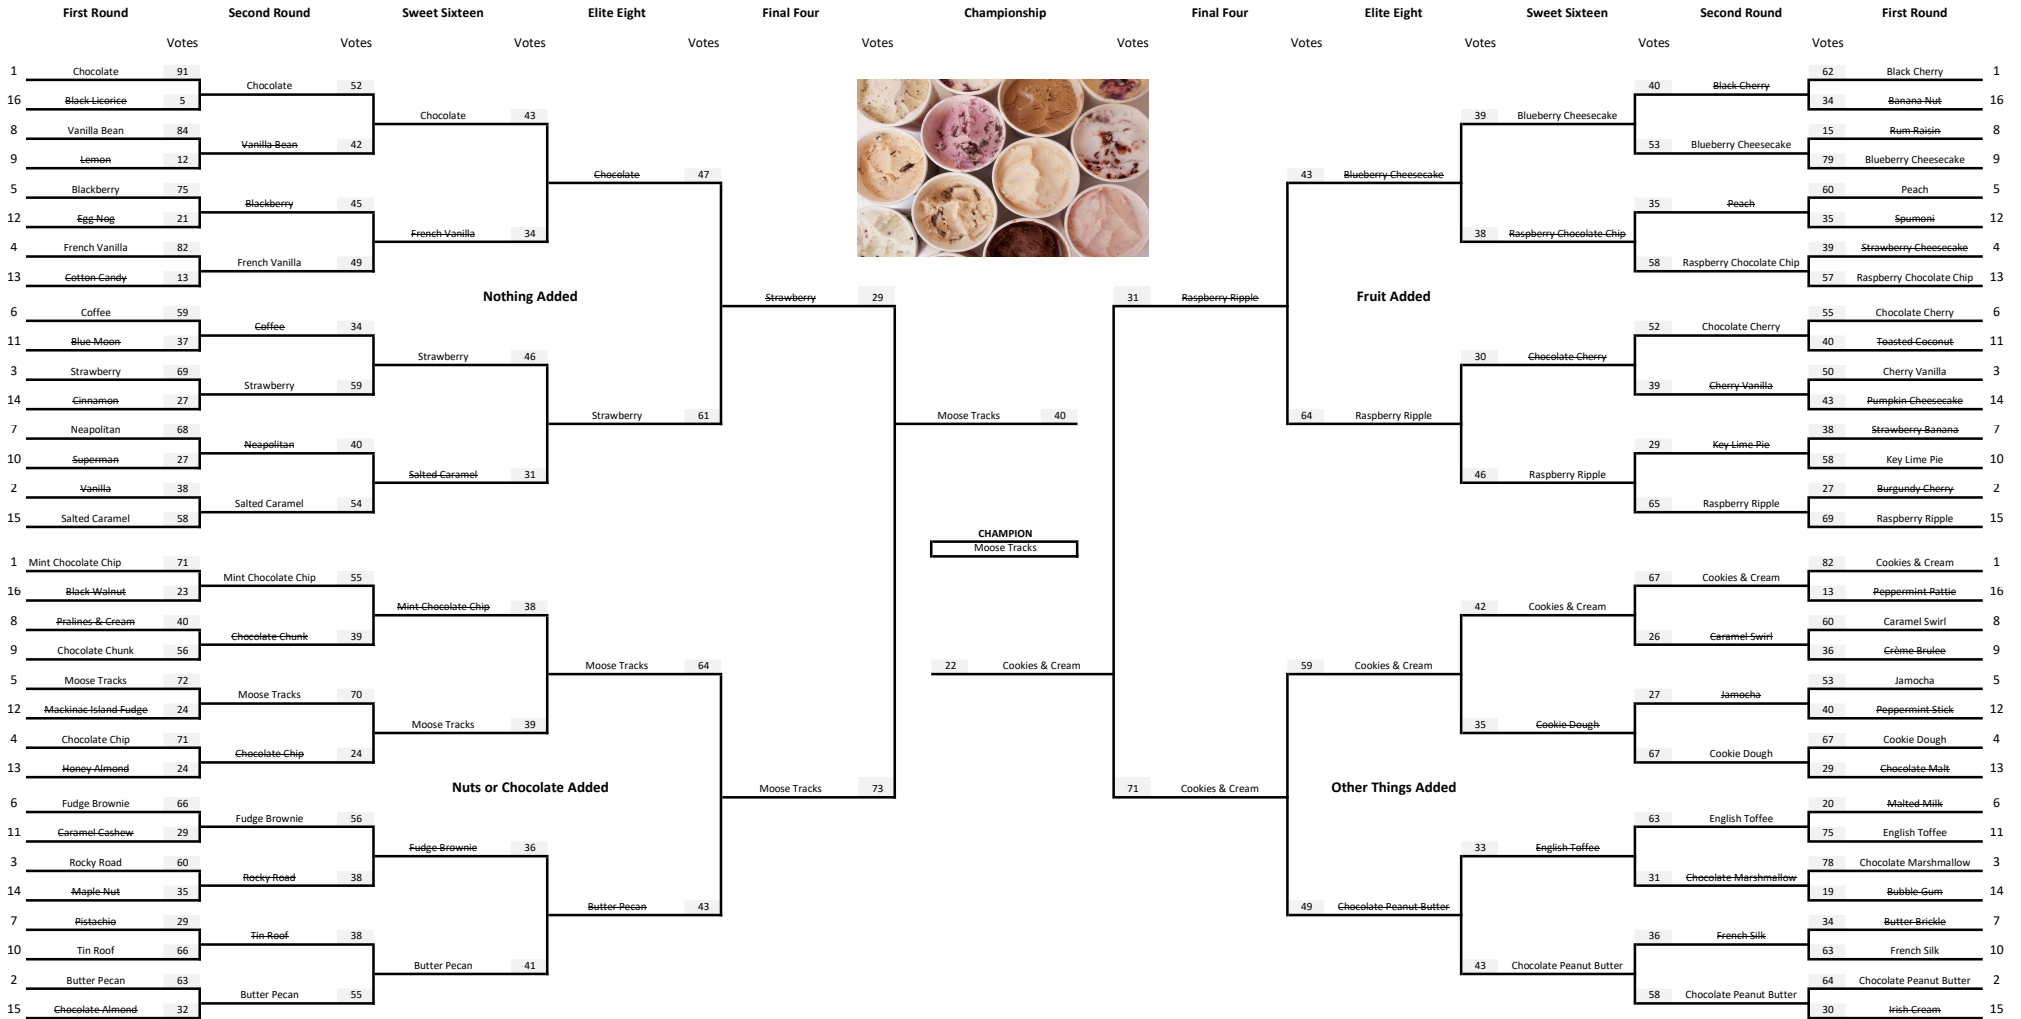 First Round Second Round Sweet Sixteen Elite Eight Final Four Championship Final Four Elite Eight Sweet Sixteen Second Round First Round
Votes Votes Votes Votes Votes Votes Votes Votes Votes Votes
1 Chocolate 91 62 Black Cherry 1
Chocolate 52 40 Black Cherry
16 Black Licorice 5 34 Banana Nut 16
Chocolate 43 39 Blueberry Cheesecake
8 Vanilla Bean 84 15 Rum Raisin 8
Vanilla Bean 42 53 Blueberry Cheesecake
9 Lemon 12 79 Blueberry Cheesecake 9
Chocolate 47 43 Blueberry Cheesecake
5 Blackberry 75 60 Peach 5
Blackberry 45 35 Peach
12 Egg Nog 21 35 Spumoni 12
French Vanilla 34 38 Raspberry Chocolate Chip
4 French Vanilla 82 39 Strawberry Cheesecake 4
French Vanilla 49 58 Raspberry Chocolate Chip
13 Cotton Candy 13 57 Raspberry Chocolate Chip 13
Nothing Added Strawberry 29 31 Raspberry Ripple Fruit Added
6 Coffee 59 55 Chocolate Cherry 6
Coffee 34 52 Chocolate Cherry
11 Blue Moon 37 40 Toasted Coconut 11
Strawberry 46 30 Chocolate Cherry
3 Strawberry 69 50 Cherry Vanilla 3
Strawberry 59 39 Cherry Vanilla
14 Cinnamon 27 43 Pumpkin Cheesecake 14
Strawberry 61 Moose Tracks 40 64 Raspberry Ripple
7 Neapolitan 68 38 Strawberry Banana 7
Neapolitan 40 29 Key Lime Pie
10 Superman 27 58 Key Lime Pie 10
Salted Caramel 31 46 Raspberry Ripple
2 Vanilla 38 27 Burgundy Cherry 2
Salted Caramel 54 65 Raspberry Ripple
15 Salted Caramel 58 69 Raspberry Ripple 15
CHAMPION
Moose Tracks
1 Mint Chocolate Chip 71 82 Cookies & Cream 1
Mint Chocolate Chip 55 67 Cookies & Cream
16 Black Walnut 23 13 Peppermint Pattie 16
Mint Chocolate Chip 38 42 Cookies & Cream
8 Pralines & Cream 40 60 Caramel Swirl 8
Chocolate Chunk 39 26 Caramel Swirl
9 Chocolate Chunk 56 36 Crème Brulee 9
Moose Tracks 64 22 Cookies & Cream 59 Cookies & Cream
5 Moose Tracks 72 53 Jamocha 5
Moose Tracks 70 27 Jamocha
12 Mackinac Island Fudge 24 40 Peppermint Stick 12
Moose Tracks 39 35 Cookie Dough
4 Chocolate Chip 71 67 Cookie Dough 4
Chocolate Chip 24 67 Cookie Dough
13 Honey Almond 24 29 Chocolate Malt 13
Nuts or Chocolate Added Moose Tracks 73 71 Cookies & Cream Other Things Added
6 Fudge Brownie 66 20 Malted Milk 6
Fudge Brownie 56 63 English Toffee
11 Caramel Cashew 29 75 English Toffee 11
Fudge Brownie 36 33 English Toffee
3 Rocky Road 60 78 Chocolate Marshmallow 3
Rocky Road 38 31 Chocolate Marshmallow
14 Maple Nut 35 19 Bubble Gum 14
Butter Pecan 43 49 Chocolate Peanut Butter
7 Pistachio 29 34 Butter Brickle 7
Tin Roof 38 36 French Silk
10 Tin Roof 66 63 French Silk 10
Butter Pecan 41 43 Chocolate Peanut Butter
2 Butter Pecan 63 64 Chocolate Peanut Butter 2
Butter Pecan 55 58 Chocolate Peanut Butter
15 Chocolate Almond 32 30 Irish Cream 15